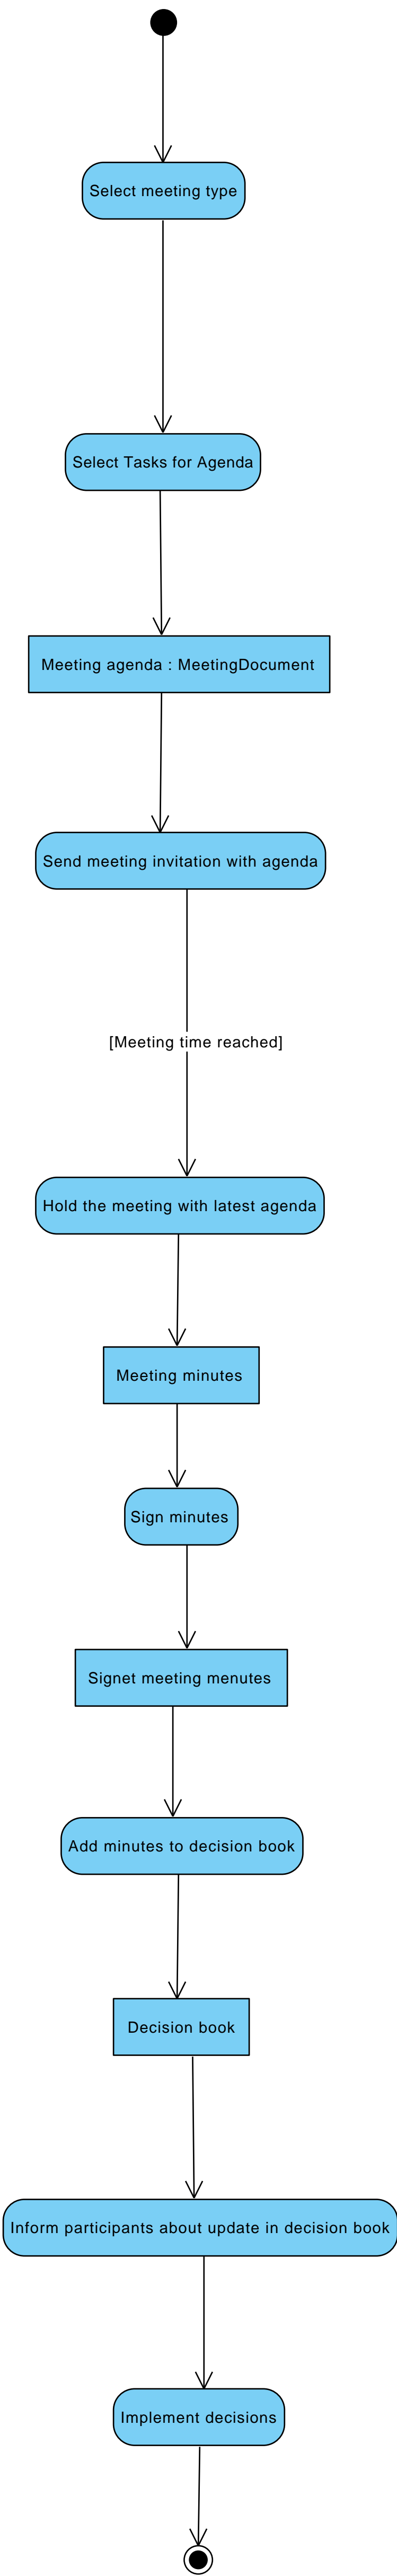 Select meeting type
Select Tasks for Agenda
Meeting agenda : MeetingDocument
Send meeting invitation with agenda
[Meeting time reached]
Hold the meeting with latest agenda
Meeting minutes
Sign minutes
Signet meeting menutes
Add minutes to decision book
Decision book
Inform participants about update in decision book
Implement decisions